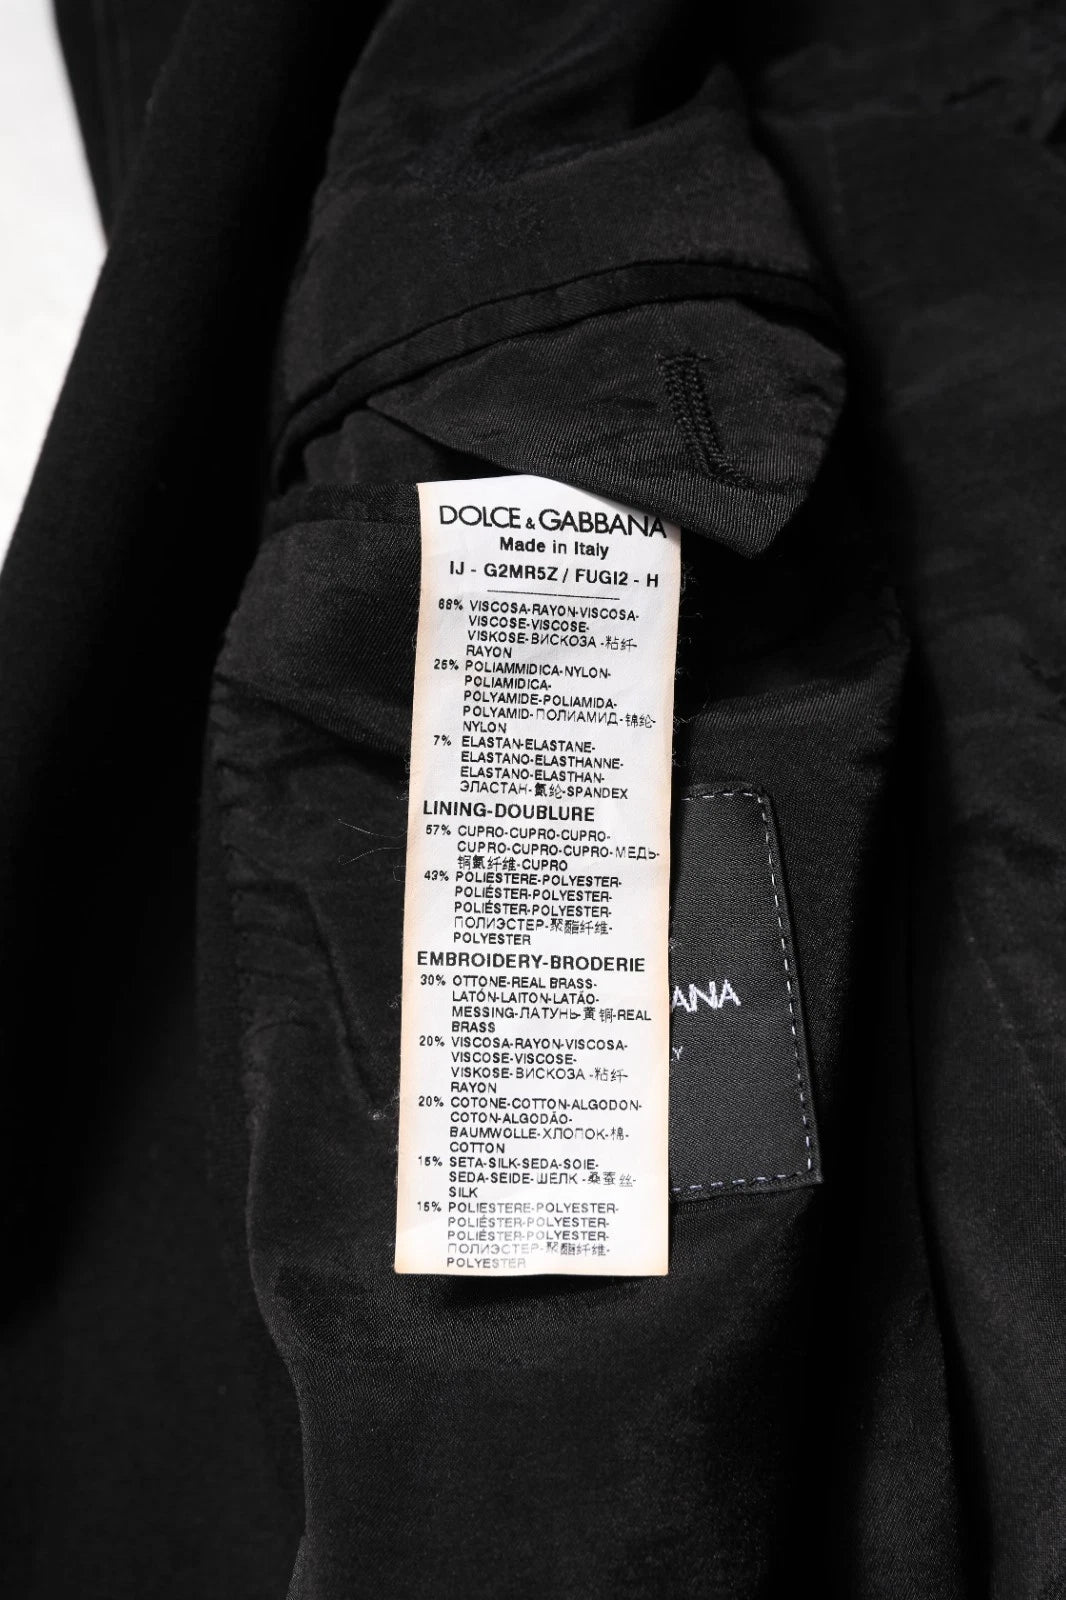 DOLCE & GABBANA
Made in Italy
IJ - G2MR5Z / FUGI2 - H
68% VISCOSA-RAYON-VISCOSA-
VISCOSE-VISCOSE-
VISKOSE-ВИСКОЗА -粘纤-
RAYON
25% POLIAMMIDICA-NYLON-
POLIAMIDICA-
POLYAMIDE-POLIAMIDA-
POLYAMID-ПОЛИАМИД-锦纶-
NYLON
7% ELASTAN-ELASTANE-
ELASTANO-ELASTHANNE-
ELASTANO-ELASTHAN-
ЭЛАСТАН-氨纶-SPANDEX
LINING-DOUBLURE
57% CUPRO-CUPRO-CUPRO-
CUPRO-CUPRO-CUPRO-МЕДЬ-
铜氨纤维-CUPRO
43% POLIESTERE-POLYESTER-
POLIÉSTER-POLYESTER-
POLIÉSTER-POLYESTER-
ПОЛИЭСТЕР-聚酯纤维-
POLYESTER
EMBROIDERY-BRODERIE
30% OTTONE-REAL BRASS-
LATÓN-LAITON-LATÃO-
MESSING-ЛАТУНЬ-黄铜-REAL
BRASS
20% VISCOSA-RAYON-VISCOSA-
VISCOSE-VISCOSE-
VISKOSE-ВИСКОЗА -粘纤-
RAYON
20% COTONE-COTTON-ALGODON-
COTON-ALGODÃO-
BAUMWOLLE-ХЛОПОК-棉-
COTTON
15% SETA-SILK-SEDA-SOIE-
SEDA-SEIDE-ШЕЛК -桑蚕丝-
SILK
15% POLIESTERE-POLYESTER-
POLIÉSTER-POLYESTER-
POLIÉSTER-POLYESTER-
ПОЛИЭСТЕР-聚酯纤维-
POLYESTER
ANA
Y